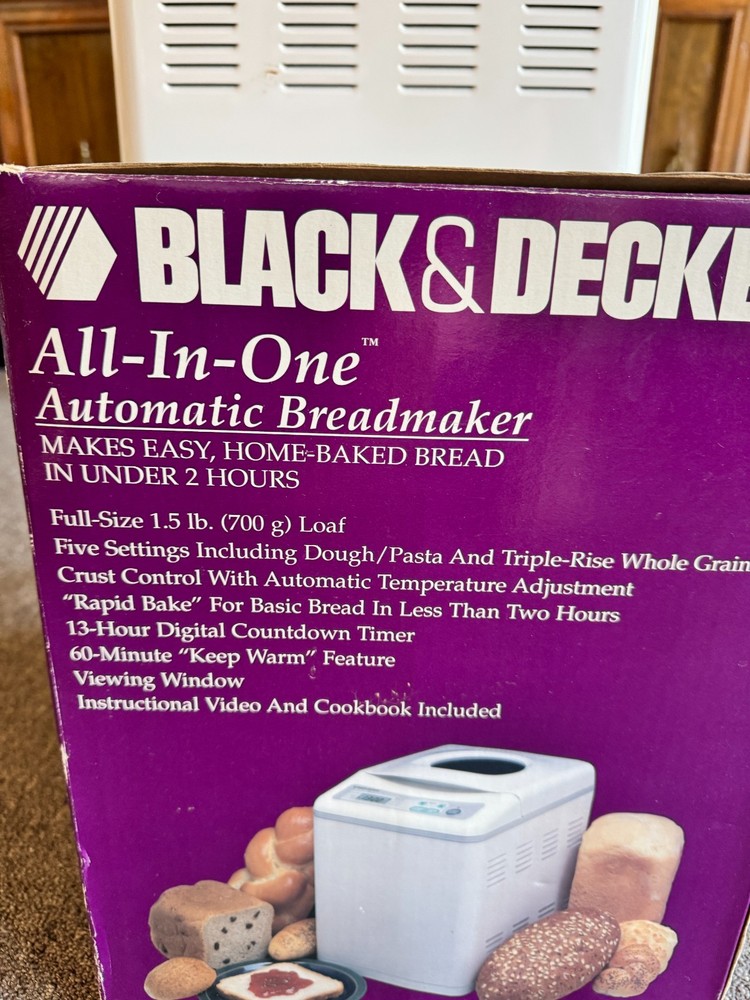 BLACK&DECKE
All-In-One™
Automatic Breadmaker
MAKES EASY, HOME-BAKED BREAD
IN UNDER 2 HOURS
Full-Size 1.5 lb. (700 g) Loaf
Five Settings Including Dough/Pasta And Triple-Rise Whole Grain
Crust Control With Automatic Temperature Adjustment
"Rapid Bake" For Basic Bread In Less Than Two Hours
13-Hour Digital Countdown Timer
60-Minute "Keep Warm" Feature
Viewing Window
Instructional Video And Cookbook Included